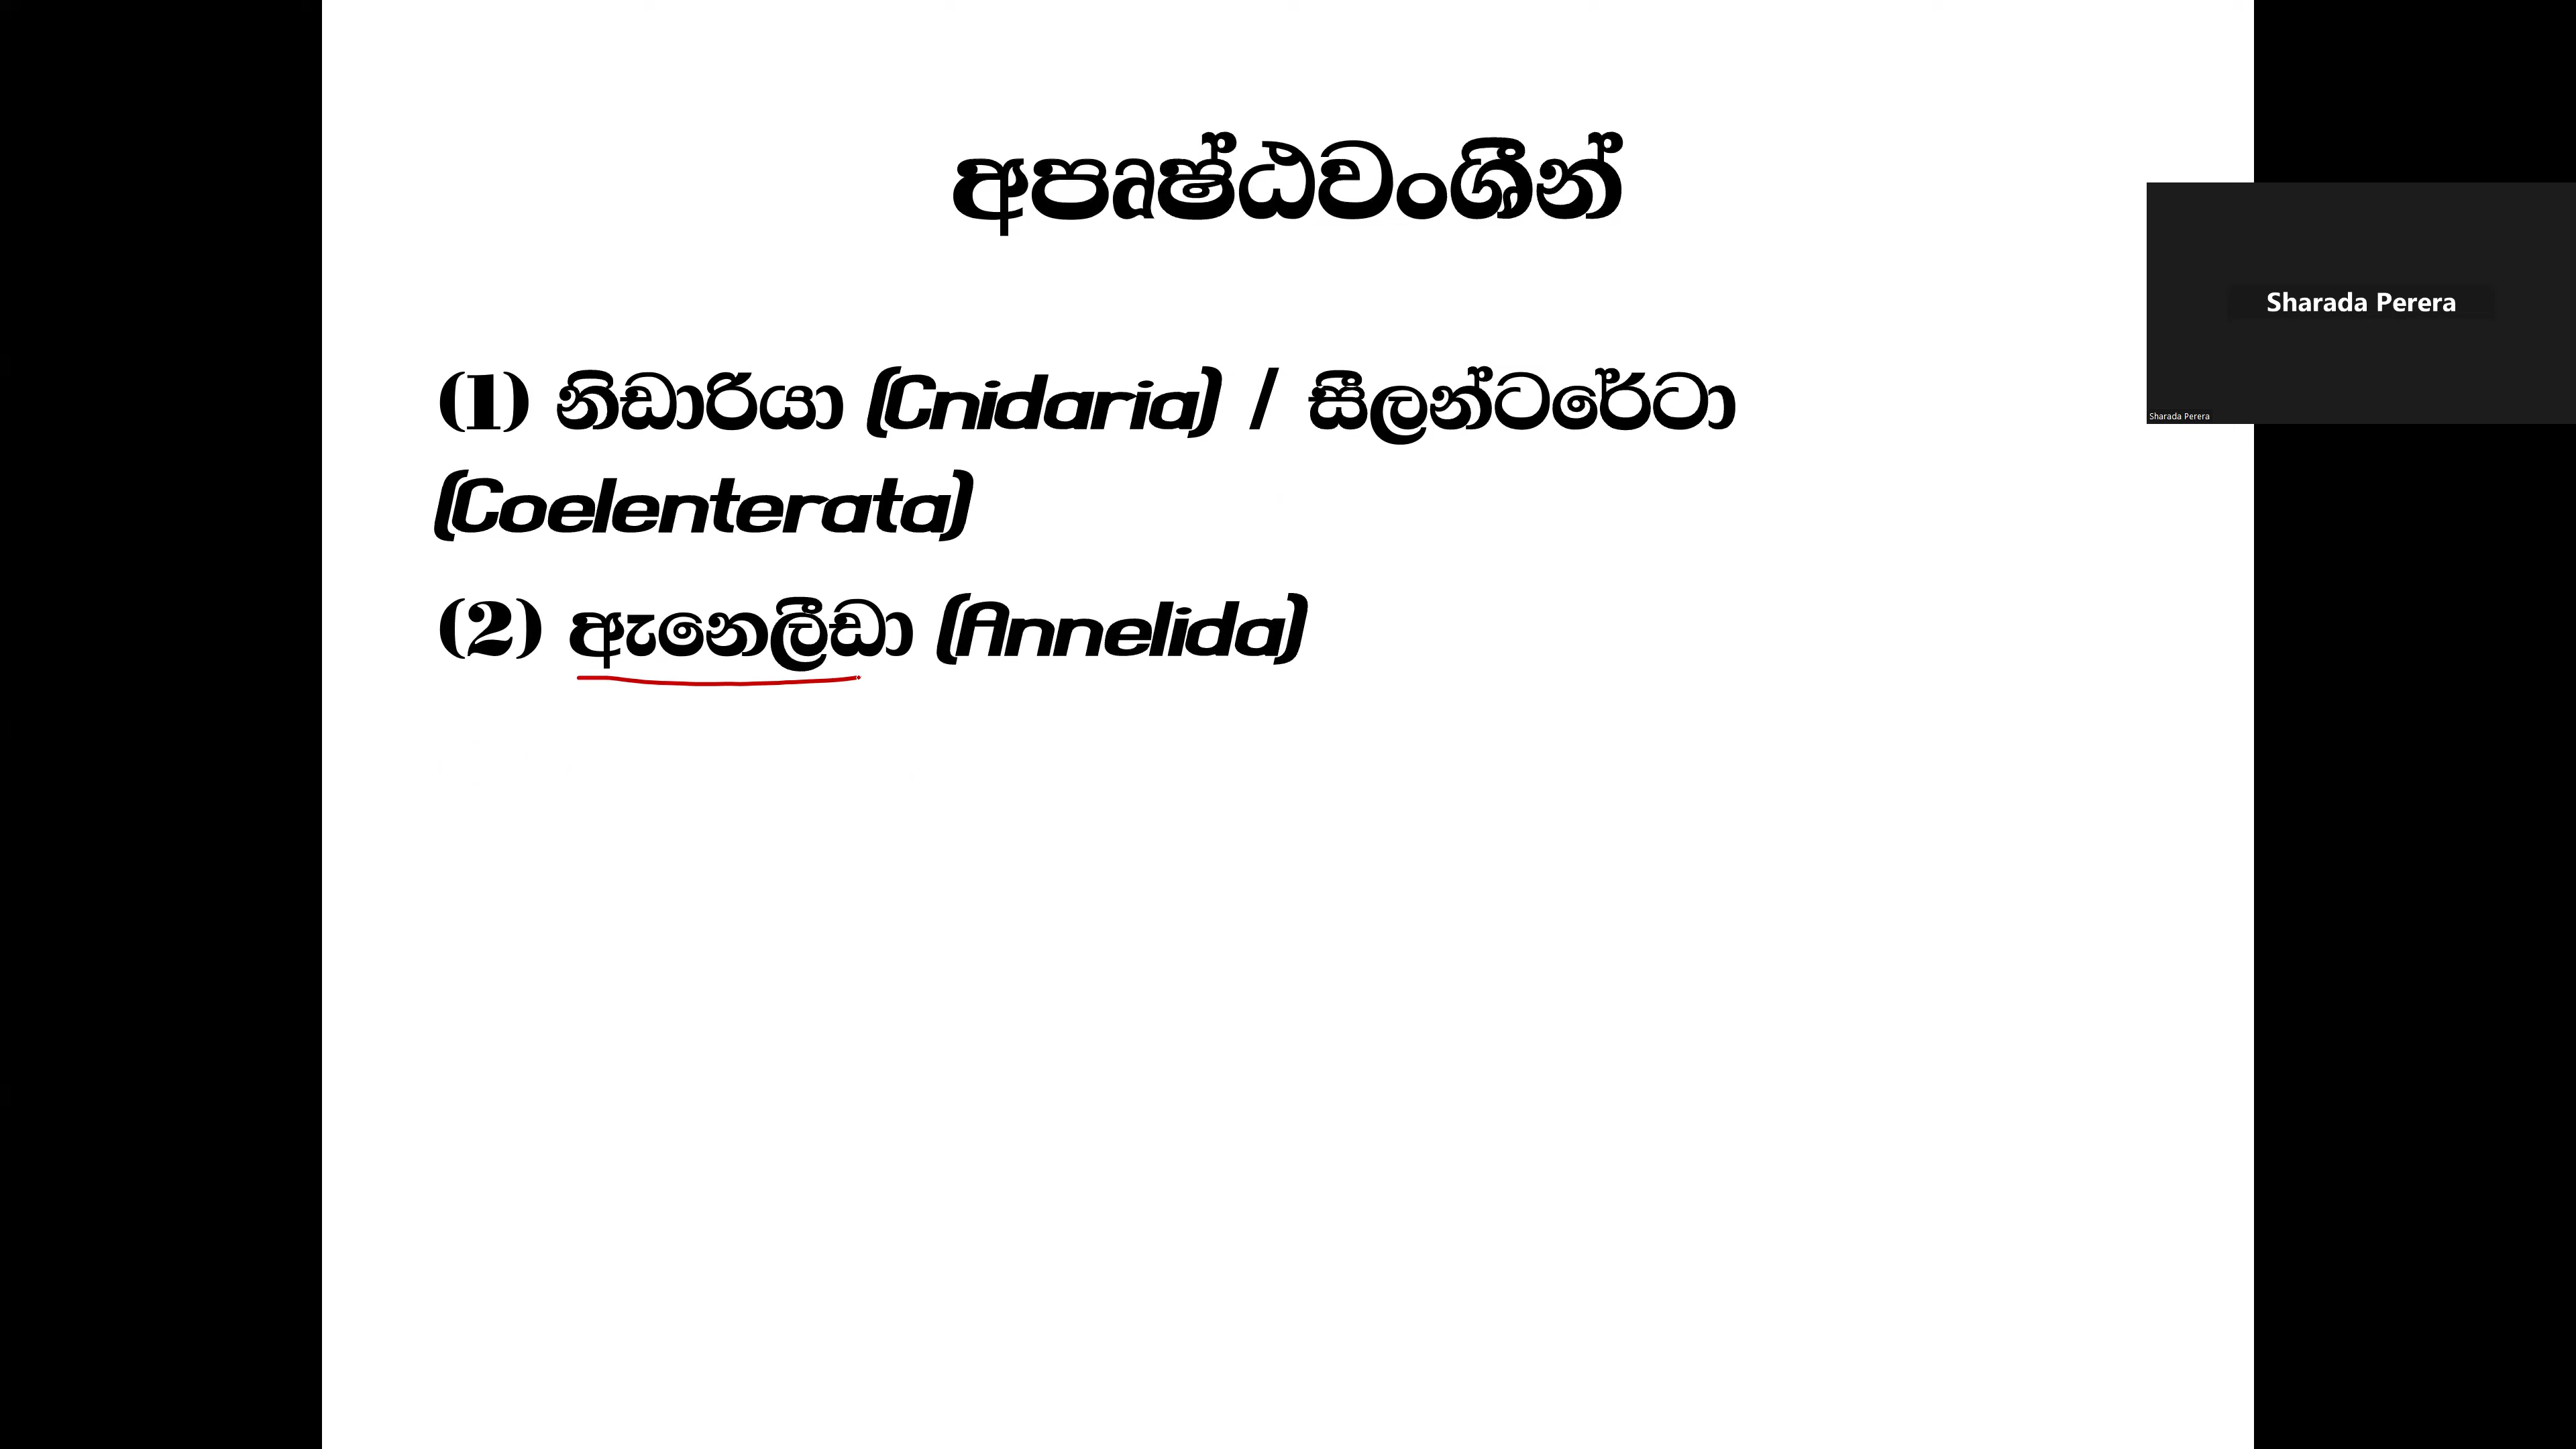 අපෘෂ්ඨවංශීන්
(1) නිඩාරියා (Cnidaria) / සීලන්ටරේටා
(Coelenterata)
(2) ඇනෙලීඩා (Annelida)
Sharada Perera
Sharada Perera